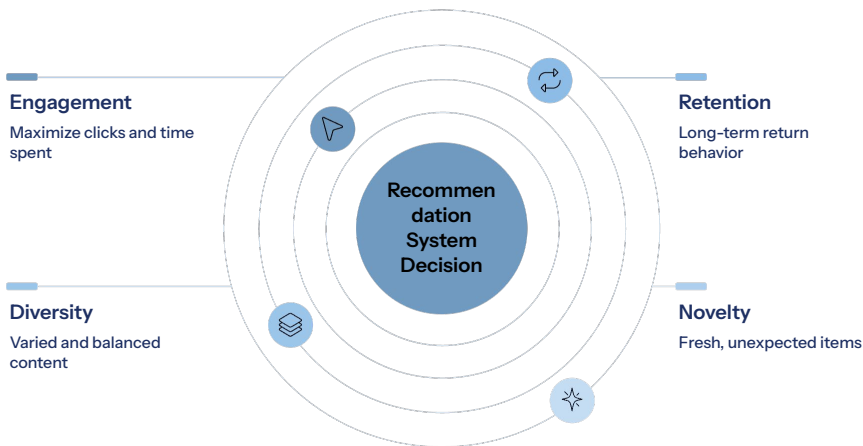 Engagement
Maximize clicks and time
spent
Retention
Long-term return
behavior
Recommen
dation
System
Decision
Diversity
Varied and balanced
content
Novelty
Fresh, unexpected items